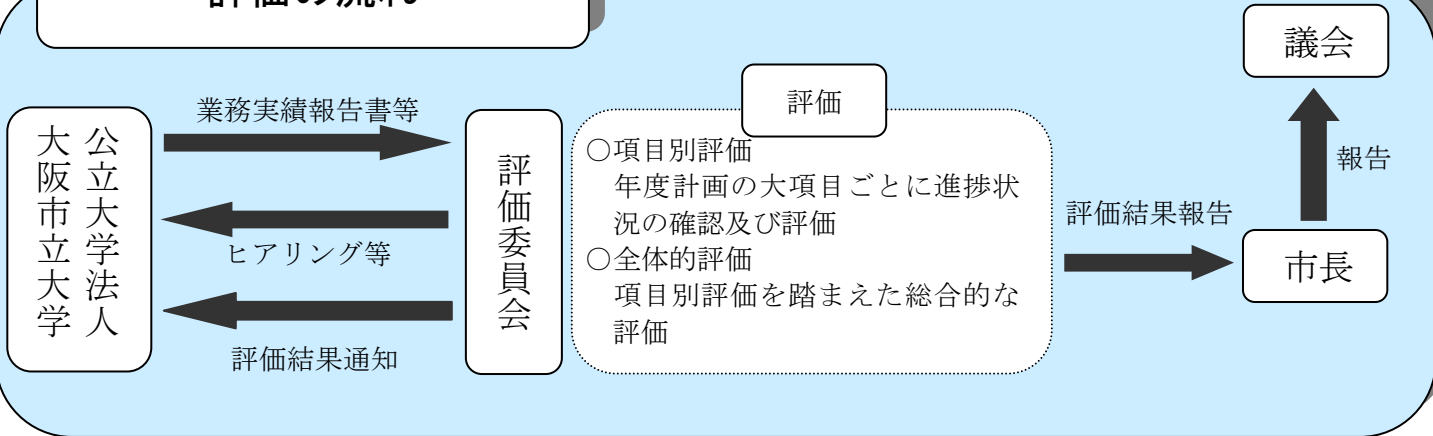 評価の流れ
公立大学法人
大阪市立大学
業務実績報告書等
ヒアリング等
評価結果通知
評価委員会
評価
○項目別評価
年度計画の大項目ごとに進捗状
況の確認及び評価
○全体的評価
項目別評価を踏まえた総合的な
評価
評価結果報告
市長
報告
議会